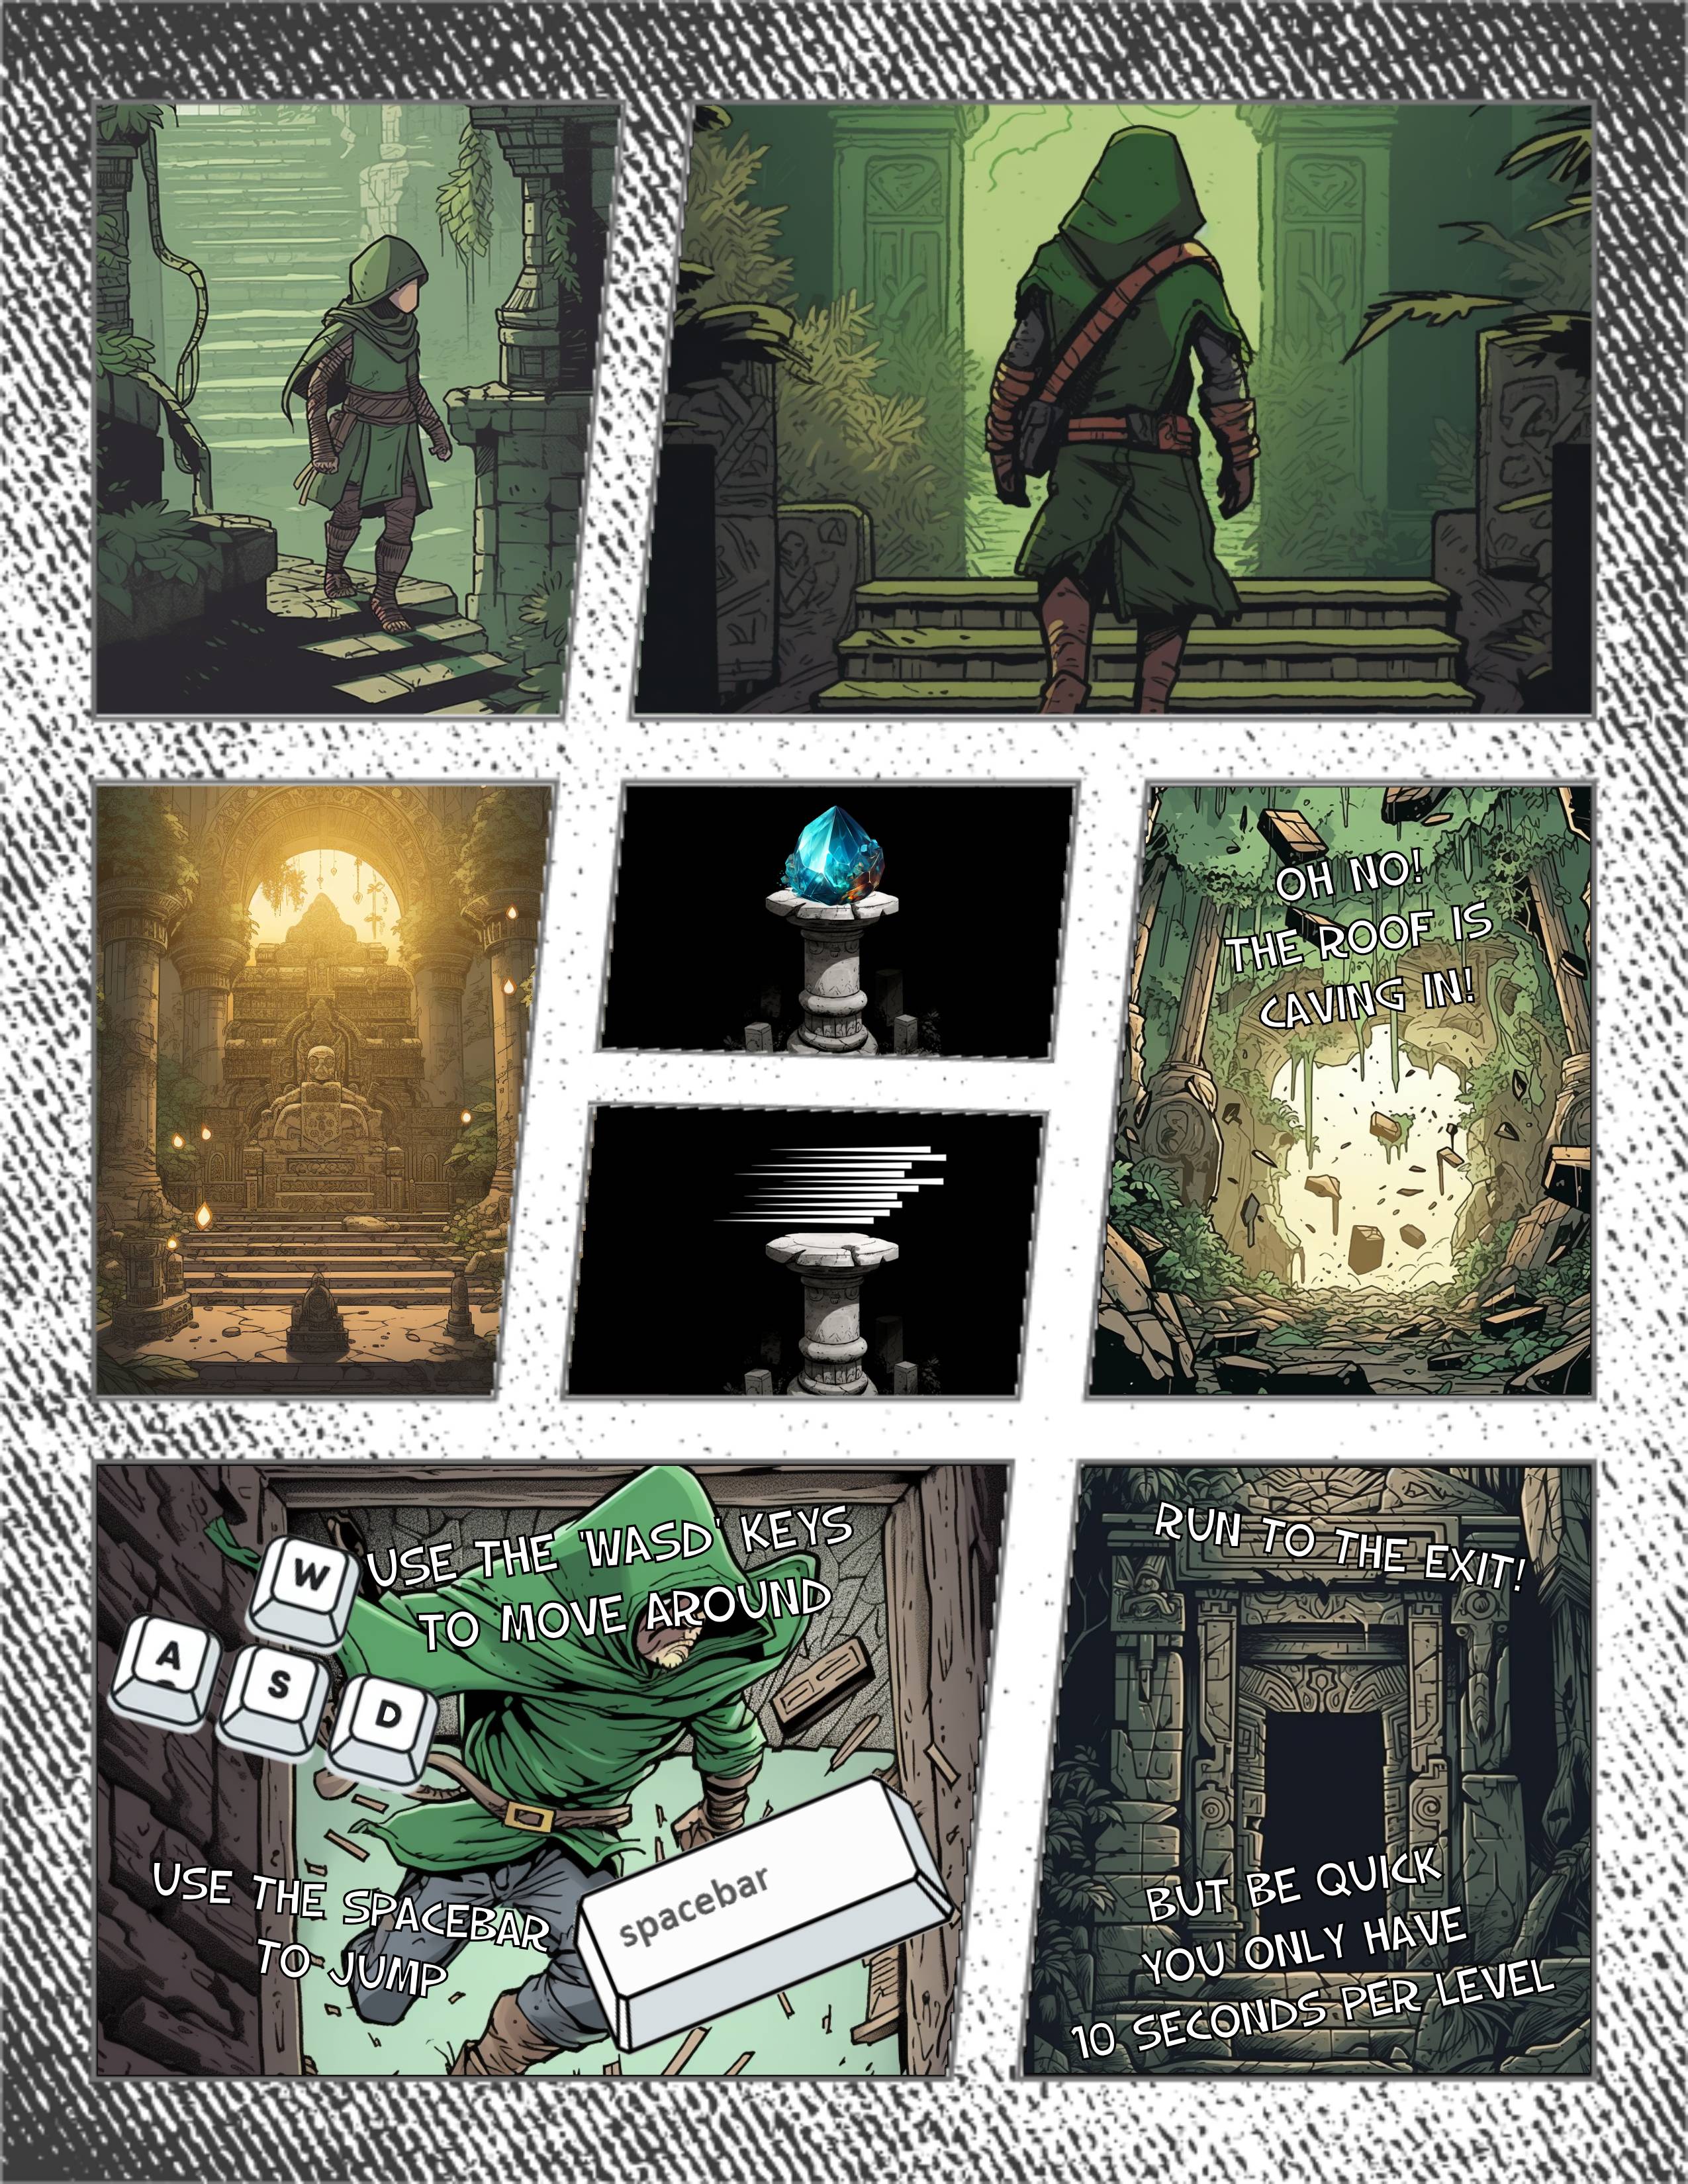 OH NO!
THE ROOF IS
CAVING IN!
USE THE 'WASD' KEYS
TO MOVE AROUND
W
A
S
D
USE THE SPACEBAR
TO JUMP
spacebar
RUN TO THE EXIT!
BUT BE QUICK
YOU ONLY HAVE
10 SECONDS PER LEVEL